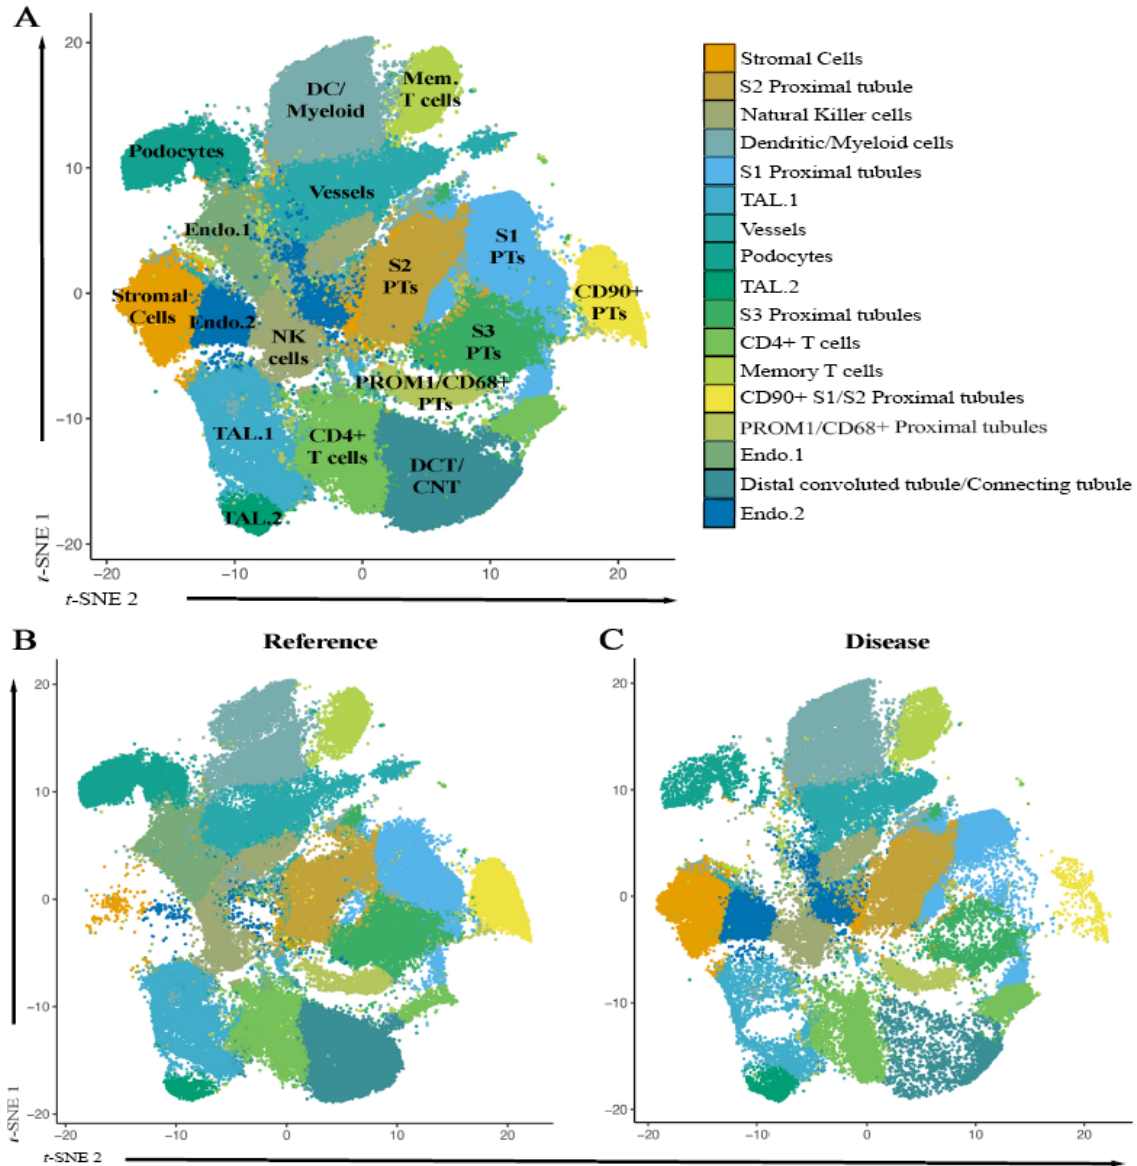 A
20
10
0
−10
−20
−20
−10
0
10
20
t-SNE 1
t-SNE 2
DC/
Myeloid
Mem.
T cells
Podocytes
Vessels
Endo.1
S1
PTs
S2
PTs
Stromal
Cells
Endo.2
CD90+
PTs
NK
cells
S3
PTs
PROM1/CD68+
PTs
TAL.1
CD4+
T cells
DCT/
CNT
TAL.2
Stromal Cells
S2 Proximal tubule
Natural Killer cells
Dendritic/Myeloid cells
S1 Proximal tubules
TAL.1
Vessels
Podocytes
TAL.2
S3 Proximal tubules
CD4+ T cells
Memory T cells
CD90+ S1/S2 Proximal tubules
PROM1/CD68+ Proximal tubules
Endo.1
Distal convoluted tubule/Connecting tubule
Endo.2
B
Reference
20
10
0
−10
−20
−20
−10
0
10
20
t-SNE 1
t-SNE 2
C
Disease
20
10
0
−10
−20
−20
−10
0
10
20